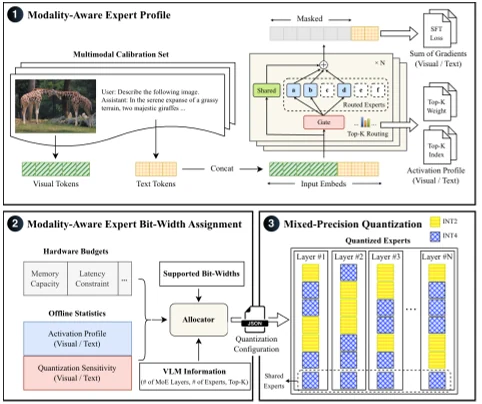 1 Modality-Aware Expert Profile
Multimodal Calibration Set
User: Describe the following image.
Assistant: In the serene expanse of a grassy
terrain, two majestic giraffes ...
Visual Tokens
Text Tokens
Concat
Input Embeds
Masked
× N
Shared
a b c d e f
Routed Experts
Gate
...
Top-K Routing
SFT
Loss
Sum of Gradients
(Visual / Text)
Top-K
Weight
Top-K
Index
Activation Profile
(Visual / Text)
2 Modality-Aware Expert Bit-Width Assignment
Hardware Budgets
Memory
Capacity
Latency
Constraint
...
Offline Statistics
Activation Profile
(Visual / Text)
Quantization Sensitivity
(Visual / Text)
Supported Bit-Widths
Allocator
VLM Information
(# of MoE Layers, # of Experts, Top-K)
JSON
Quantization
Configuration
3 Mixed-Precision Quantization
INT2
INT4
Quantized Experts
Layer #1 Layer #2 Layer #3 Layer #N
...
Shared
Experts